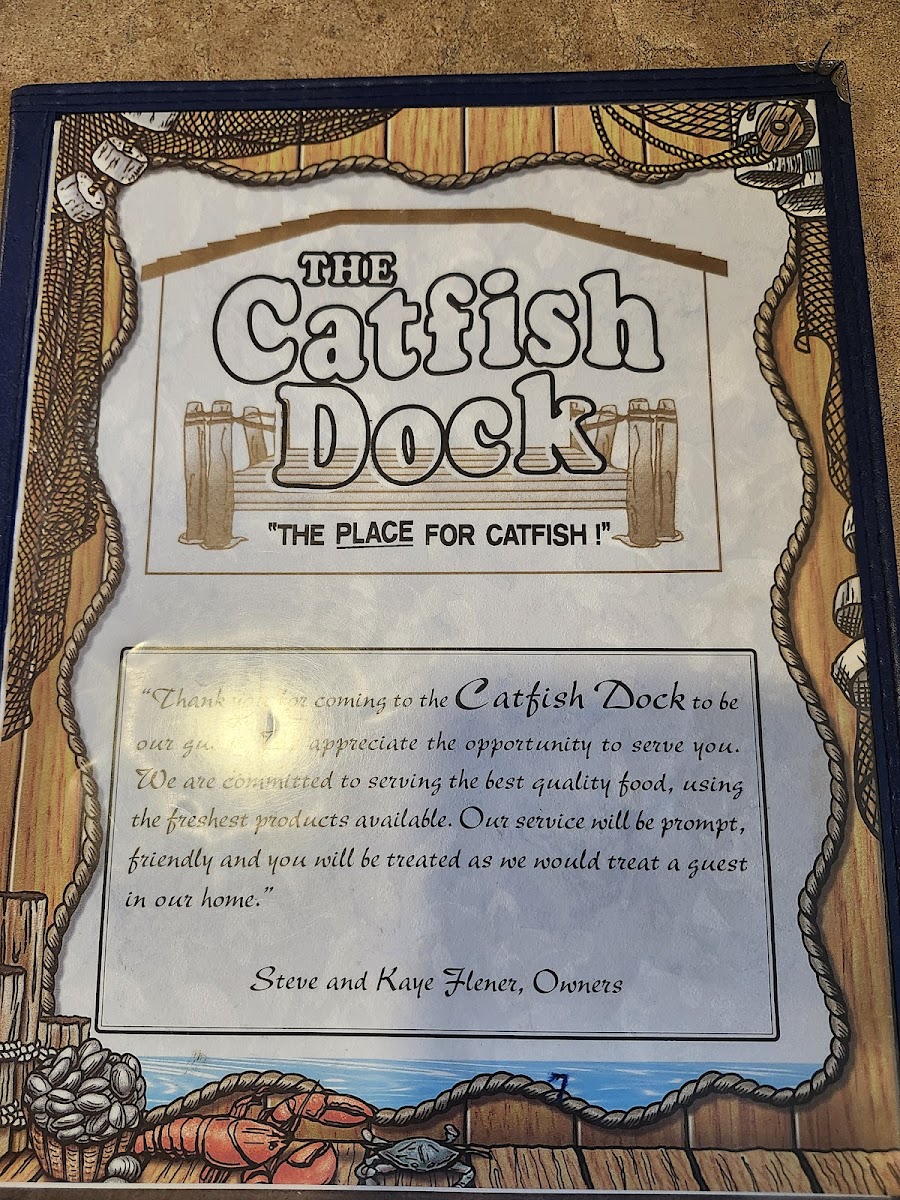 THE
Catfish
Dock
"THE PLACE FOR CATFISH!"
"Thank for coming to the Catfish Dock to be
our appreciate the opportunity to serve you.
We are committed to serving the best quality food, using
the freshest products available. Our service will be prompt,
friendly and you will be treated as we would treat a guest
in our home."
Steve and Kaye Flener, Owners